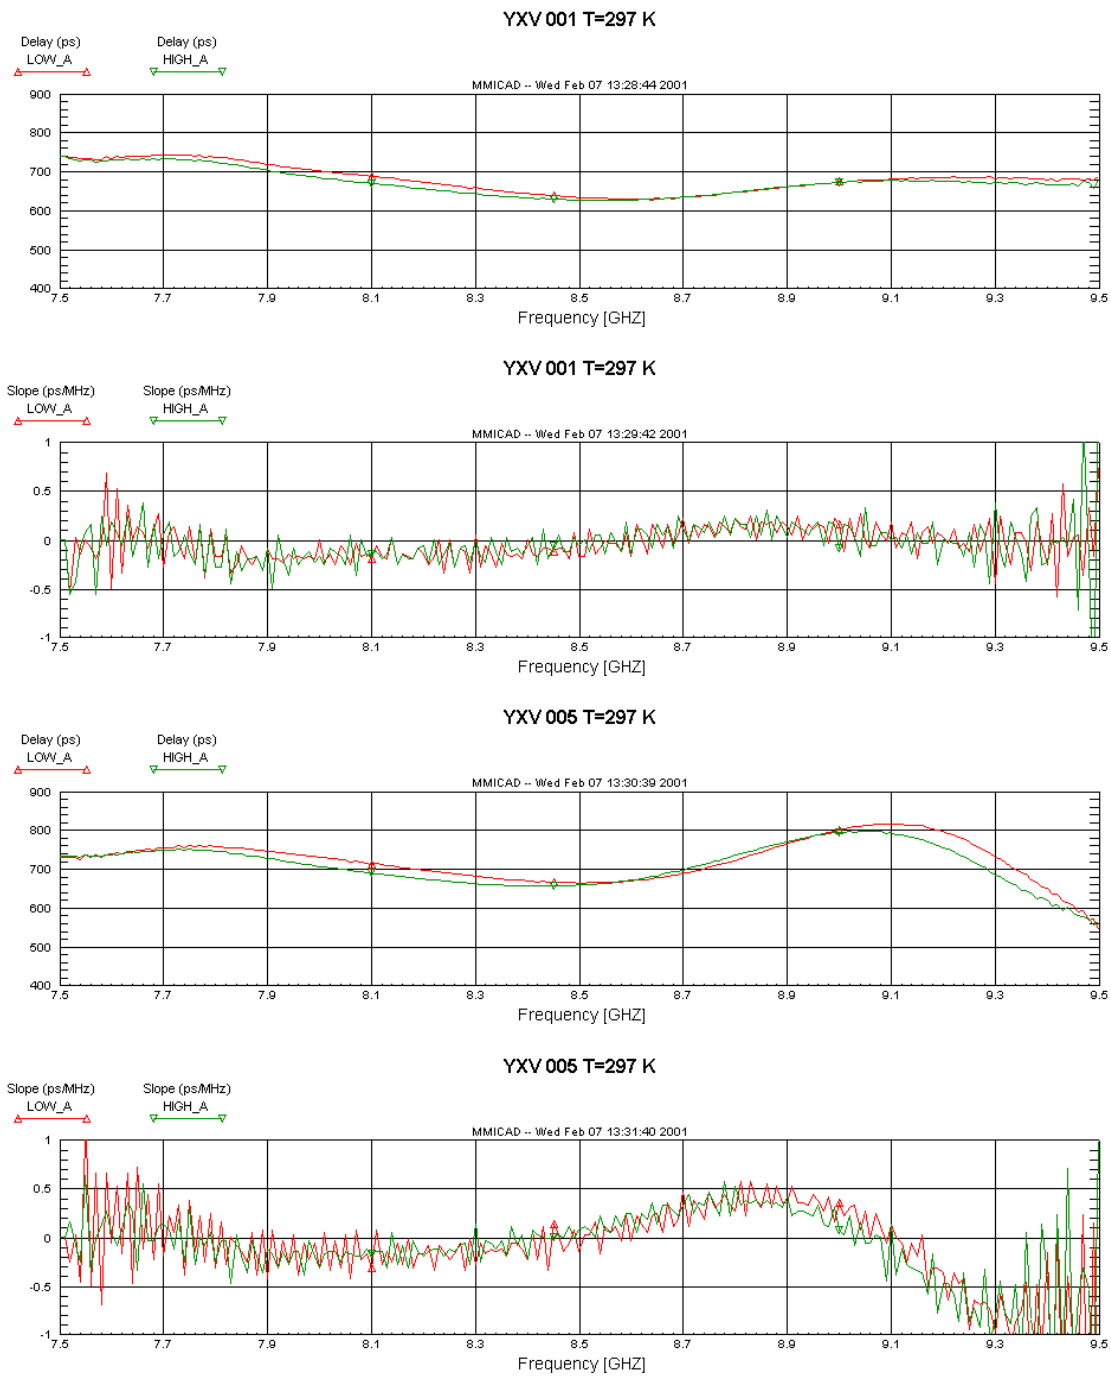 YXV 001 T=297 K
Delay (ps) Delay (ps)
LOW_A HIGH_A
MMICAD -- Wed Feb 07 13:28:44 2001
900
800
700
600
500
400
7.5 7.7 7.9 8.1 8.3 8.5 8.7 8.9 9.1 9.3 9.5
Frequency [GHZ]
YXV 001 T=297 K
Slope (ps/MHz) Slope (ps/MHz)
LOW_A HIGH_A
MMICAD -- Wed Feb 07 13:29:42 2001
1
0.5
0
-0.5
-1
7.5 7.7 7.9 8.1 8.3 8.5 8.7 8.9 9.1 9.3 9.5
Frequency [GHZ]
YXV 005 T=297 K
Delay (ps) Delay (ps)
LOW_A HIGH_A
MMICAD -- Wed Feb 07 13:30:39 2001
900
800
700
600
500
400
7.5 7.7 7.9 8.1 8.3 8.5 8.7 8.9 9.1 9.3 9.5
Frequency [GHZ]
YXV 005 T=297 K
Slope (ps/MHz) Slope (ps/MHz)
LOW_A HIGH_A
MMICAD -- Wed Feb 07 13:31:40 2001
1
0.5
0
-0.5
-1
7.5 7.7 7.9 8.1 8.3 8.5 8.7 8.9 9.1 9.3 9.5
Frequency [GHZ]